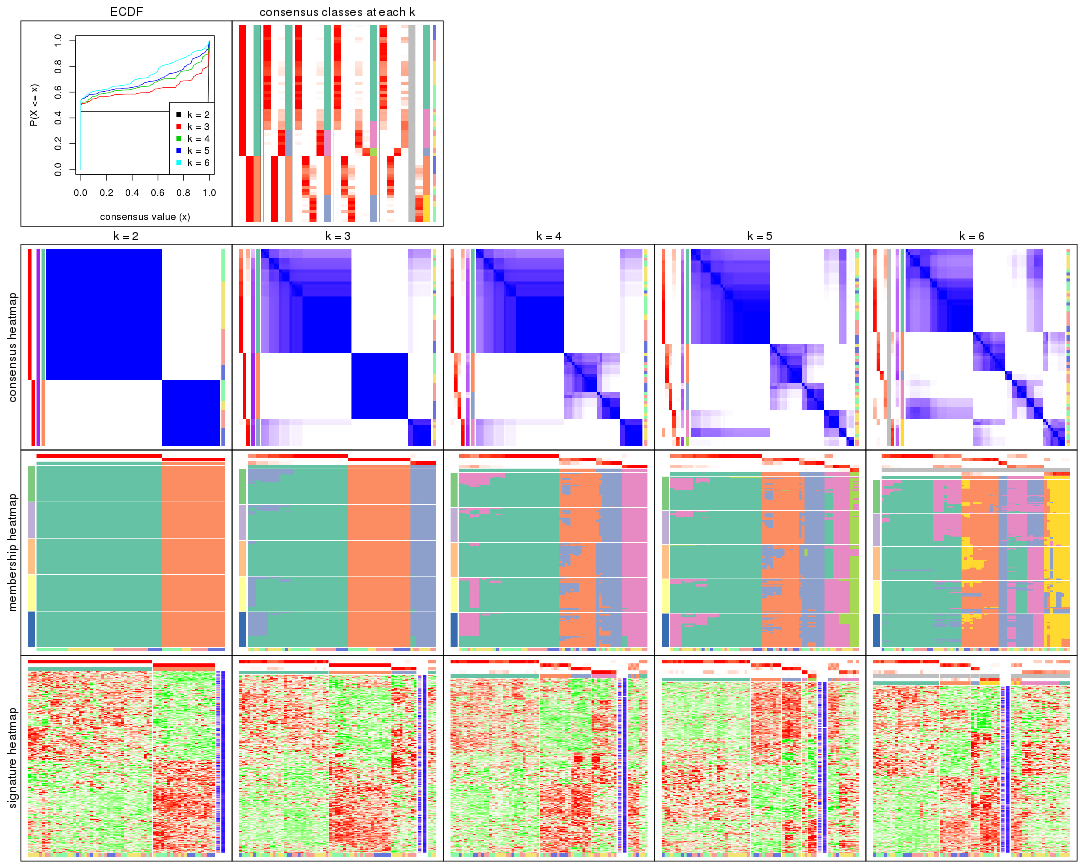 ECDF
consensus classes at each k
P(X <= x)
0.0 0.2 0.4 0.6 0.8 1.0
k = 2
k = 3
k = 4
k = 5
k = 6
0.0 0.2 0.4 0.6 0.8 1.0
consensus value (x)
k = 2
k = 3
k = 4
k = 5
k = 6
consensus heatmap
membership heatmap
signature heatmap